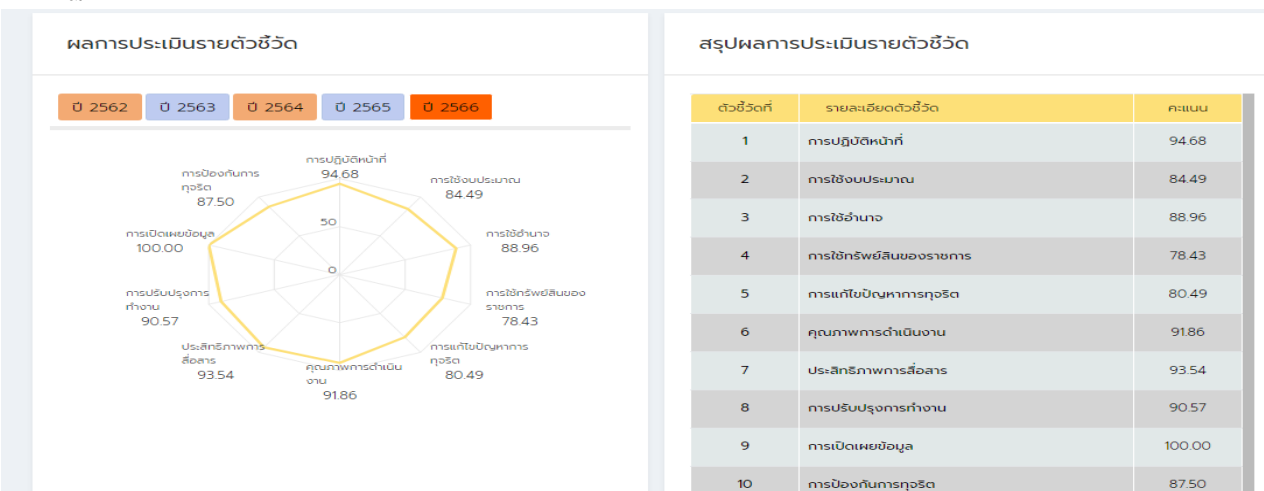 ผลการประเมินรายตัวชี้วัด
ปี 2562
ปี 2563
ปี 2564
ปี 2565
ปี 2566
การปฏิบัติหน้าที่
94.68
การใช้งบประมาณ
84.49
การใช้อำนาจ
88.96
การใช้ทรัพย์สินของ
ราชการ
78.43
การแก้ไขปัญหาการ
ทุจริต
80.49
คุณภาพการดำเนิน
งาน
91.86
ประสิทธิภาพการ
สื่อสาร
93.54
การปรับปรุงการ
ทำงาน
90.57
การเปิดเผยข้อมูล
100.00
การป้องกันการ
ทุจริต
87.50
50
0
สรุปผลการประเมินรายตัวชี้วัด
ตัวชี้วัดที่ รายละเอียดตัวชี้วัด คะแนน
1 การปฏิบัติหน้าที่ 94.68
2 การใช้งบประมาณ 84.49
3 การใช้อำนาจ 88.96
4 การใช้ทรัพย์สินของราชการ 78.43
5 การแก้ไขปัญหาการทุจริต 80.49
6 คุณภาพการดำเนินงาน 91.86
7 ประสิทธิภาพการสื่อสาร 93.54
8 การปรับปรุงการทำงาน 90.57
9 การเปิดเผยข้อมูล 100.00
10 การป้องกันการทุจริต 87.50